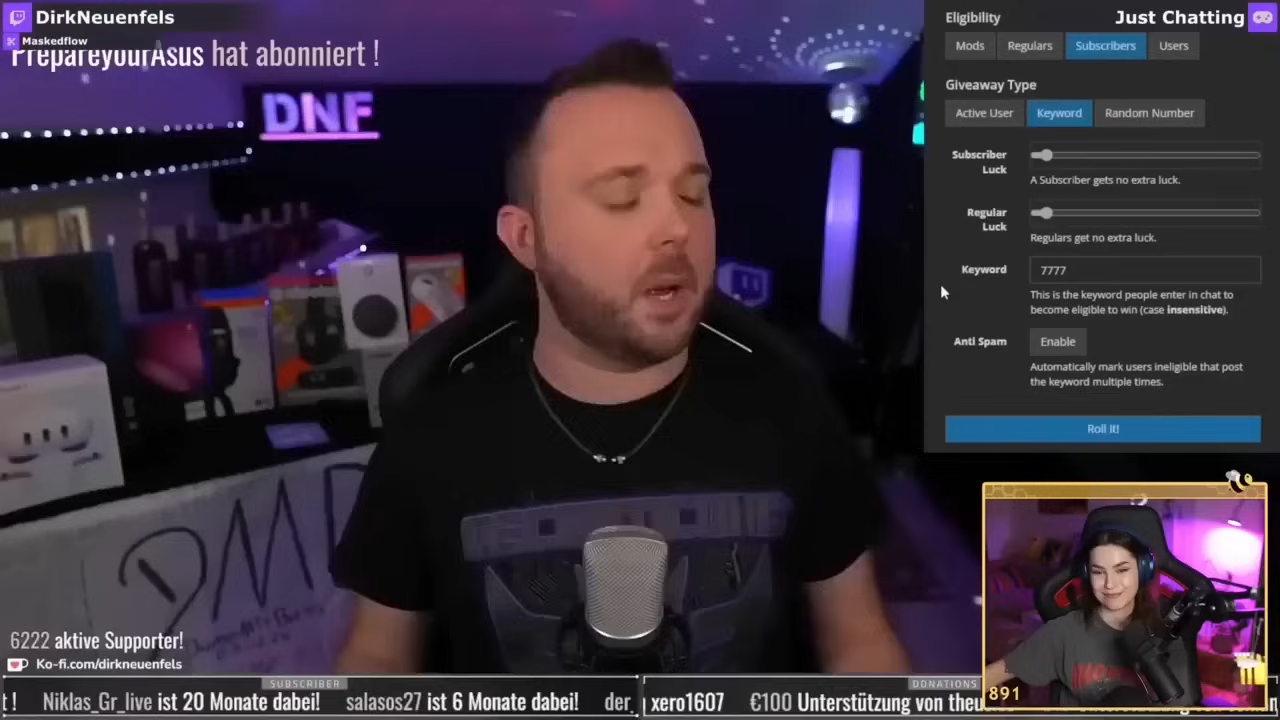 DirkNeuenfels
Maskedflow
PrepareyourAsus hat abonniert !
DNF
Just Chatting
Eligibility
Mods
Regulars
Subscribers
Users
Giveaway Type
Active User
Keyword
Random Number
Subscriber
Luck
A Subscriber gets no extra luck.
Regular
Luck
Regulars get no extra luck.
Keyword
7777
This is the keyword people enter in chat to
become eligible to win (case insensitive).
Anti Spam
Enable
Automatically mark users ineligible that post
the keyword multiple times.
Roll It!
6222 aktive Supporter!
Ko-fi.com/dirkneuenfels
891
SUBSCRIBER
t ! Niklas_Gr_live ist 20 Monate dabei! salasos27 ist 6 Monate dabei! der_
DONATIONS
xero1607 €100 Unterstützung von